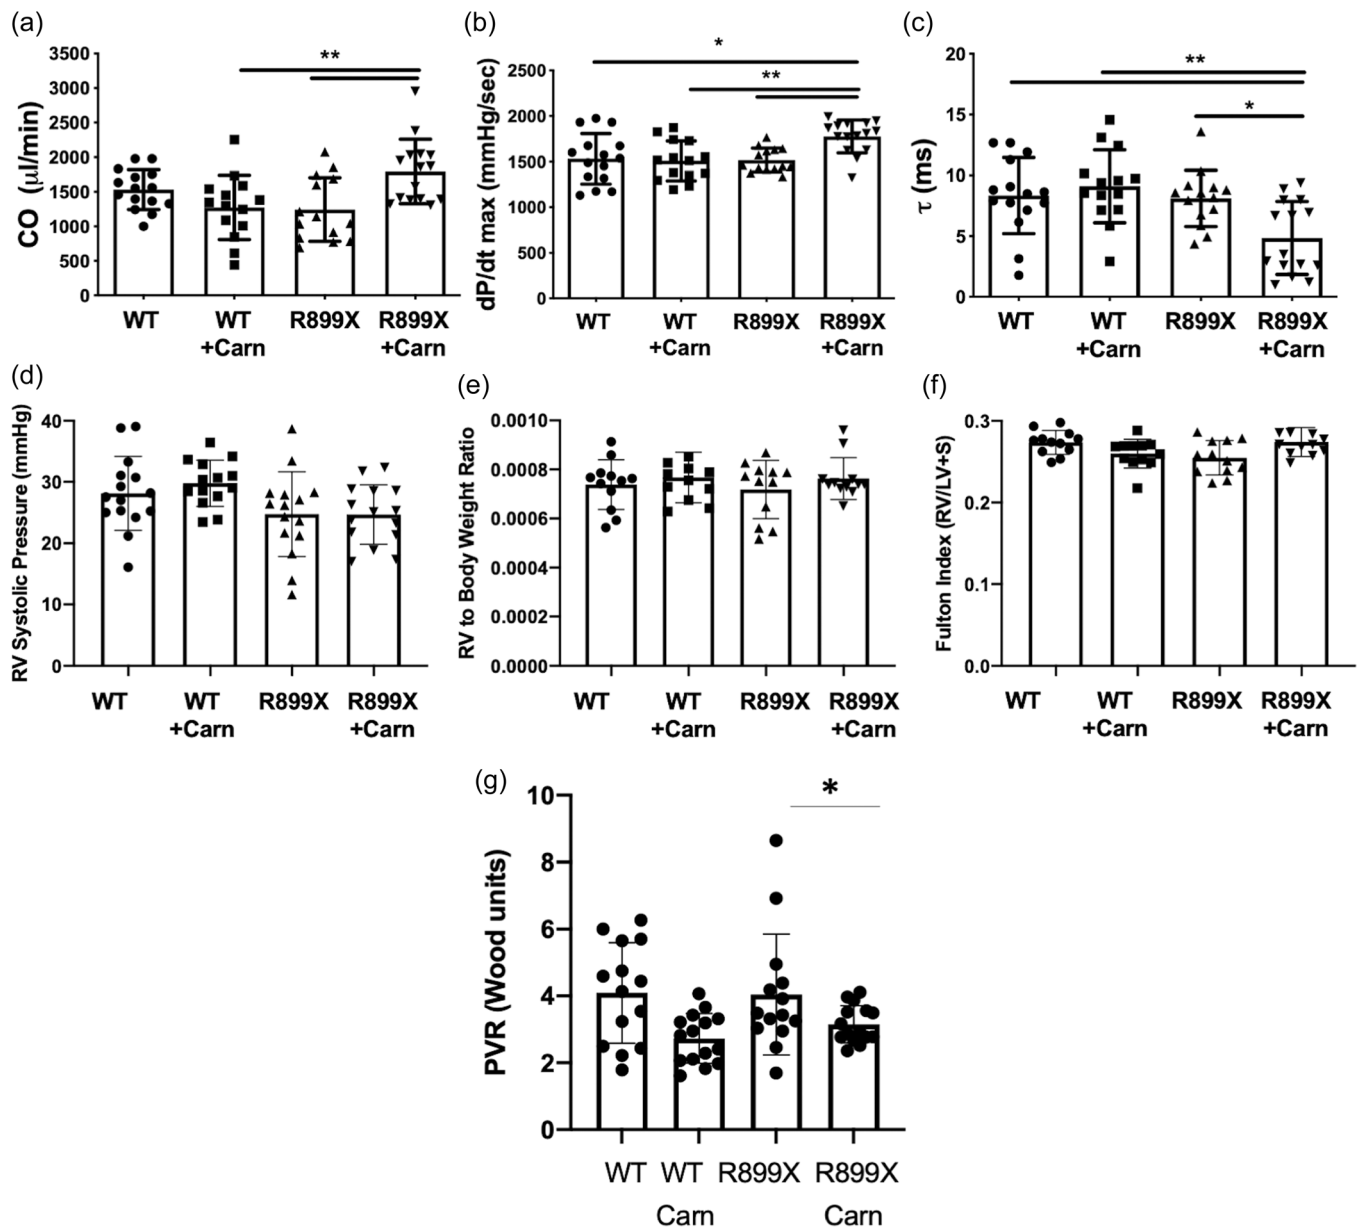 (a)
CO (μl/min)
3500
3000
2500
2000
1500
1000
500
0
**
WT
WT
+Carn
R899X
R899X
+Carn
(b)
dP/dt max (mmHg/sec)
2500
2000
1500
1000
500
0
*
**
WT
WT
+Carn
R899X
R899X
+Carn
(c)
τ (ms)
20
15
10
5
0
**
*
WT
WT
+Carn
R899X
R899X
+Carn
(d)
RV Systolic Pressure (mmHg)
40
30
20
10
0
WT
WT
+Carn
R899X
R899X
+Carn
(e)
RV to Body Weight Ratio
0.0010
0.0008
0.0006
0.0004
0.0002
0.0000
WT
WT
+Carn
R899X
R899X
+Carn
(f)
Fulton Index (RV/LV+S)
0.3
0.2
0.1
0.0
WT
WT
+Carn
R899X
R899X
+Carn
(g)
PVR (Wood units)
10
8
6
4
2
0
*
WT
WT
Carn
R899X
R899X
Carn